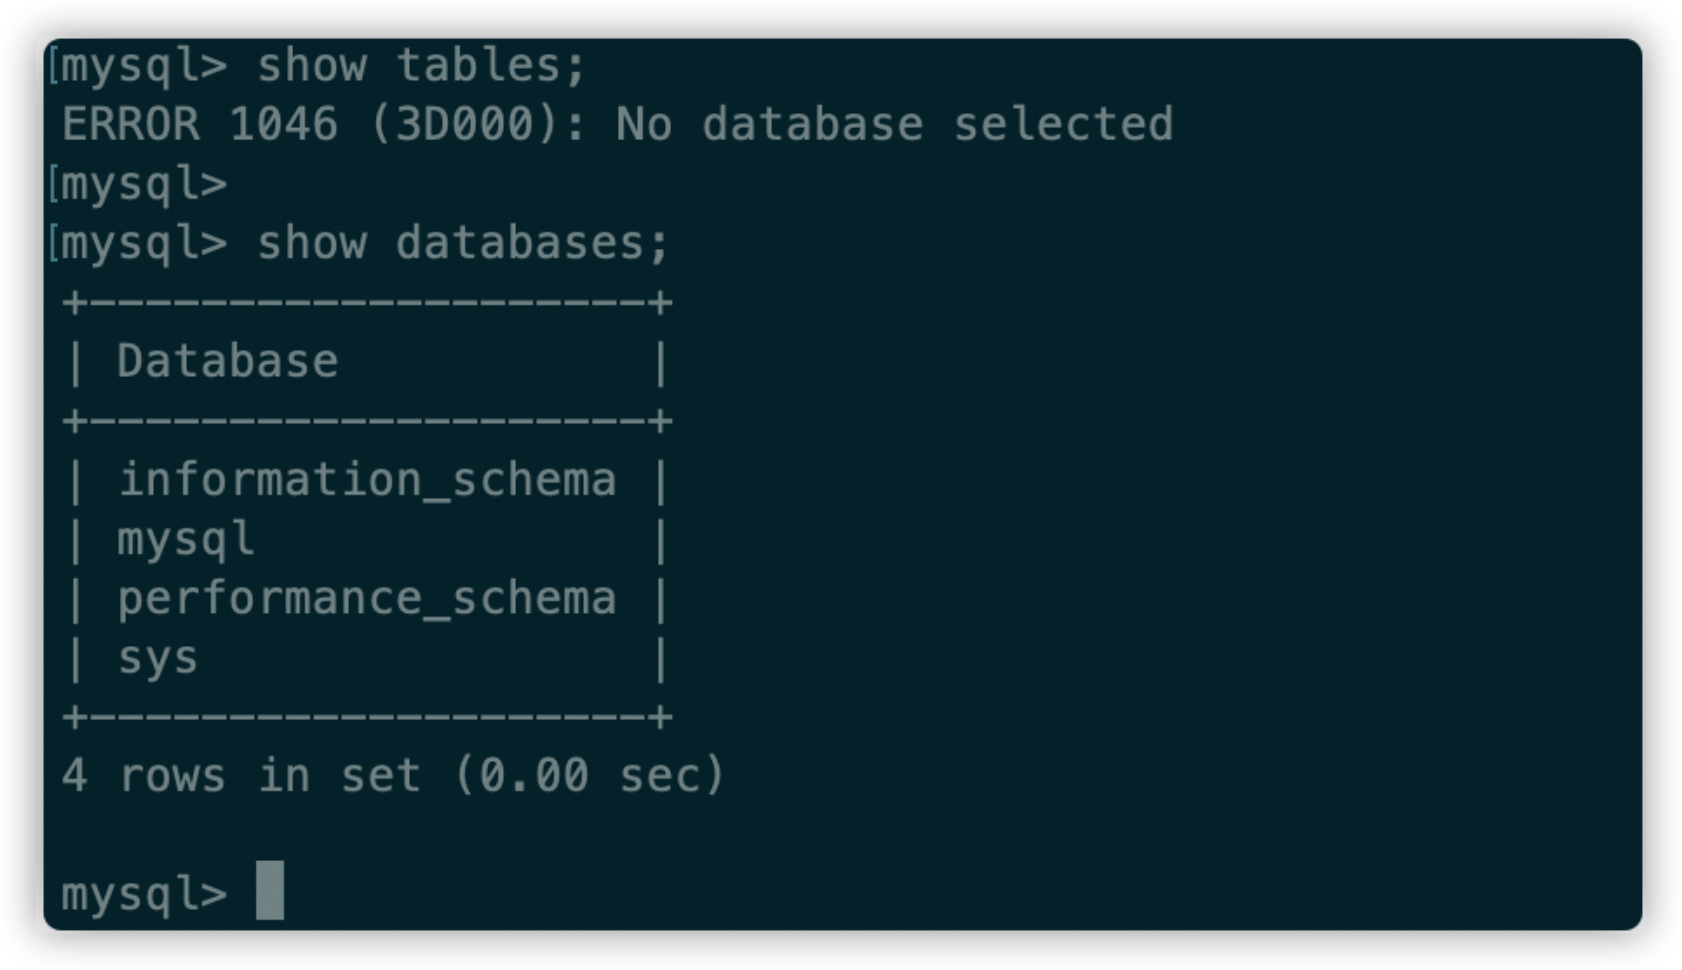 [mysql> show tables;
ERROR 1046 (3D000): No database selected
[mysql>
[mysql> show databases;
+--------------------+
| Database           |
+--------------------+
| information_schema |
| mysql              |
| performance_schema |
| sys                |
+--------------------+
4 rows in set (0.00 sec)
mysql>